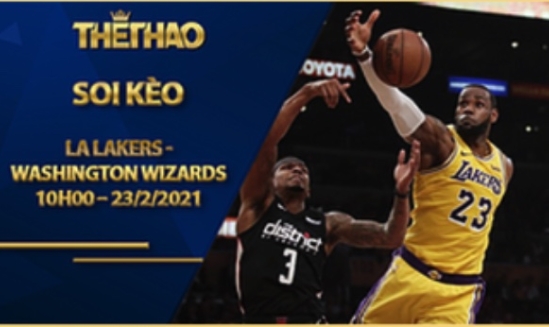 THETHAO
SOI KÈO
LA LAKERS -
WASHINGTON WIZARDS
10H00 – 23/2/2021
TOYOTA
LAKERS
23
district
3